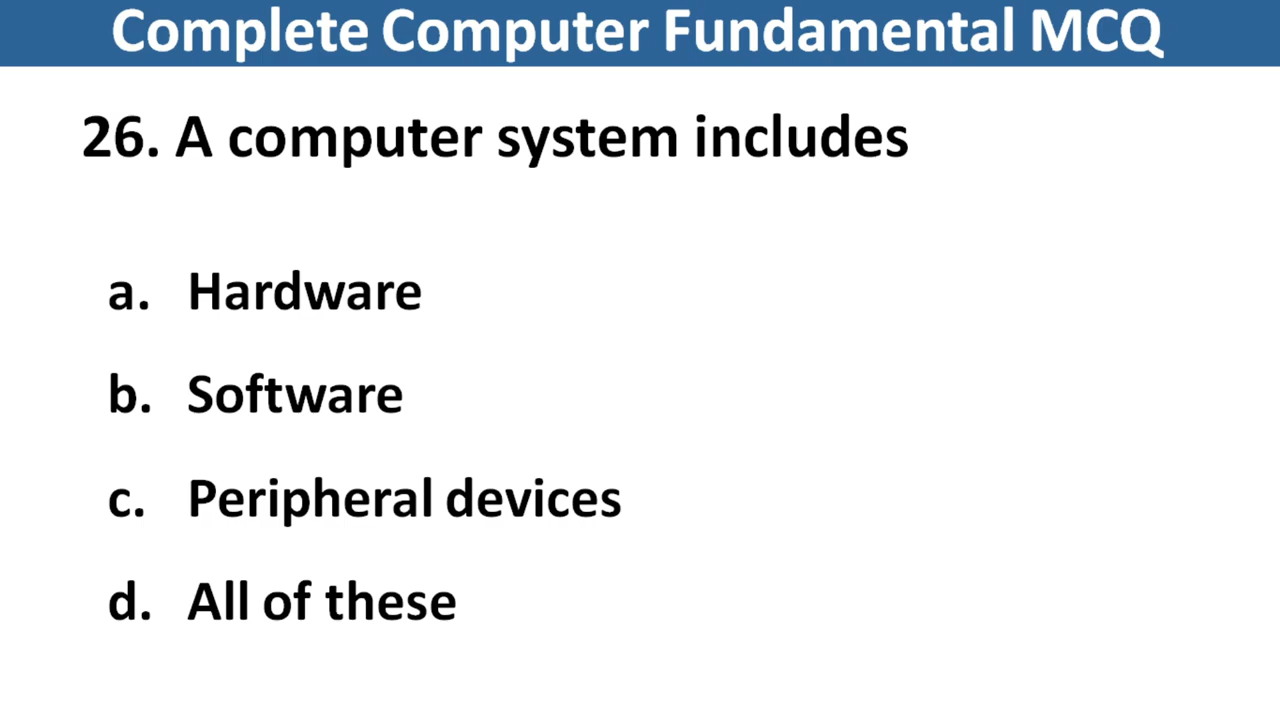 Complete Computer Fundamental MCQ
26. A computer system includes
a. Hardware
b. Software
c. Peripheral devices
d. All of these